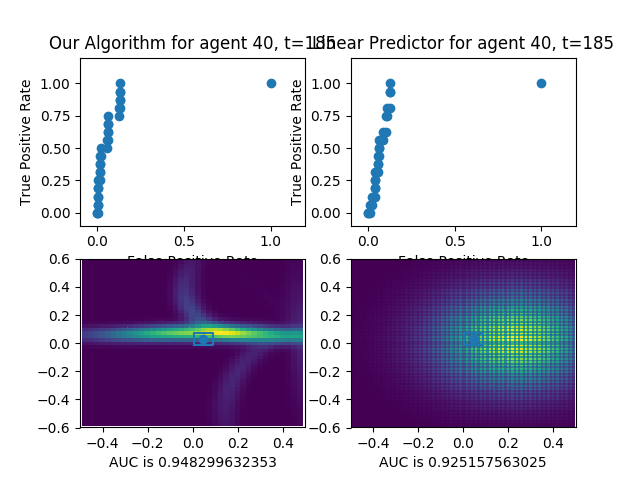 Our Algorithm for agent 40, t=185
Linear Predictor for agent 40, t=185
True Positive Rate
1.00
0.75
0.50
0.25
0.00
0.0 0.5 1.0
False Positive Rate
True Positive Rate
1.00
0.75
0.50
0.25
0.00
0.0 0.5 1.0
False Positive Rate
0.6
0.4
0.2
0.0
−0.2
−0.4
−0.6
−0.4 −0.2 0.0 0.2 0.4
AUC is 0.948299632353
0.6
0.4
0.2
0.0
−0.2
−0.4
−0.6
−0.4 −0.2 0.0 0.2 0.4
AUC is 0.925157563025